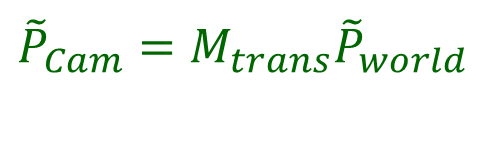 P̃_Cam = M_trans P̃_world